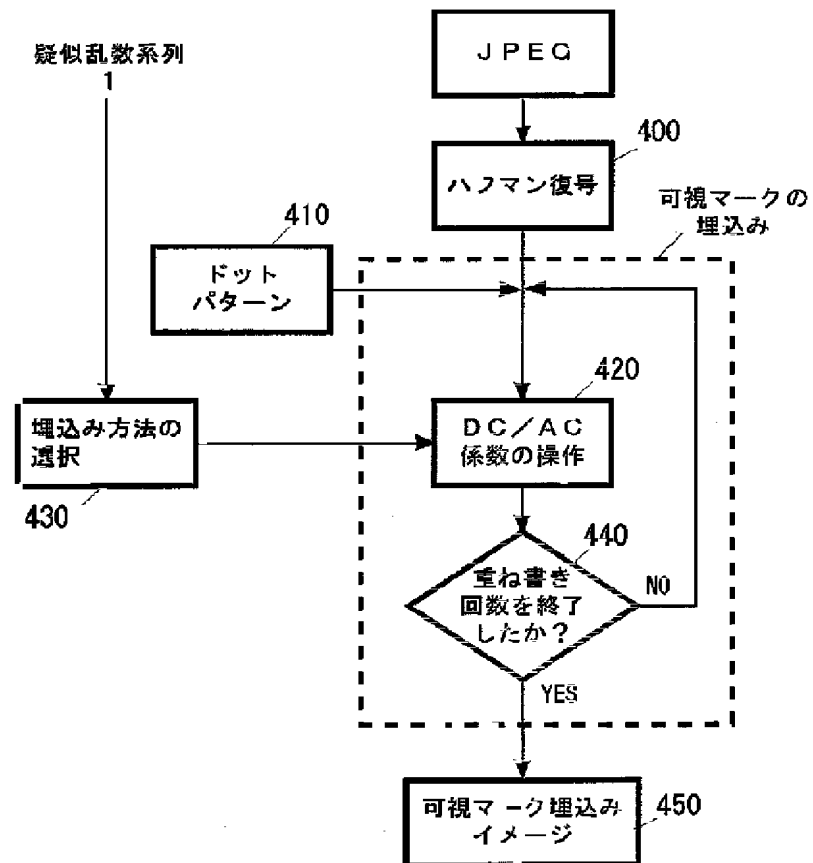 JPEG
疑似乱数系列
1
400
ハフマン復号
可視マークの
埋込み
410
ドット
パターン
420
DC/AC
係数の操作
埋込み方法の
選択
430
440
重ね書き
回数を終了
したか?
NO
YES
可視マーク埋込み
イメージ
450